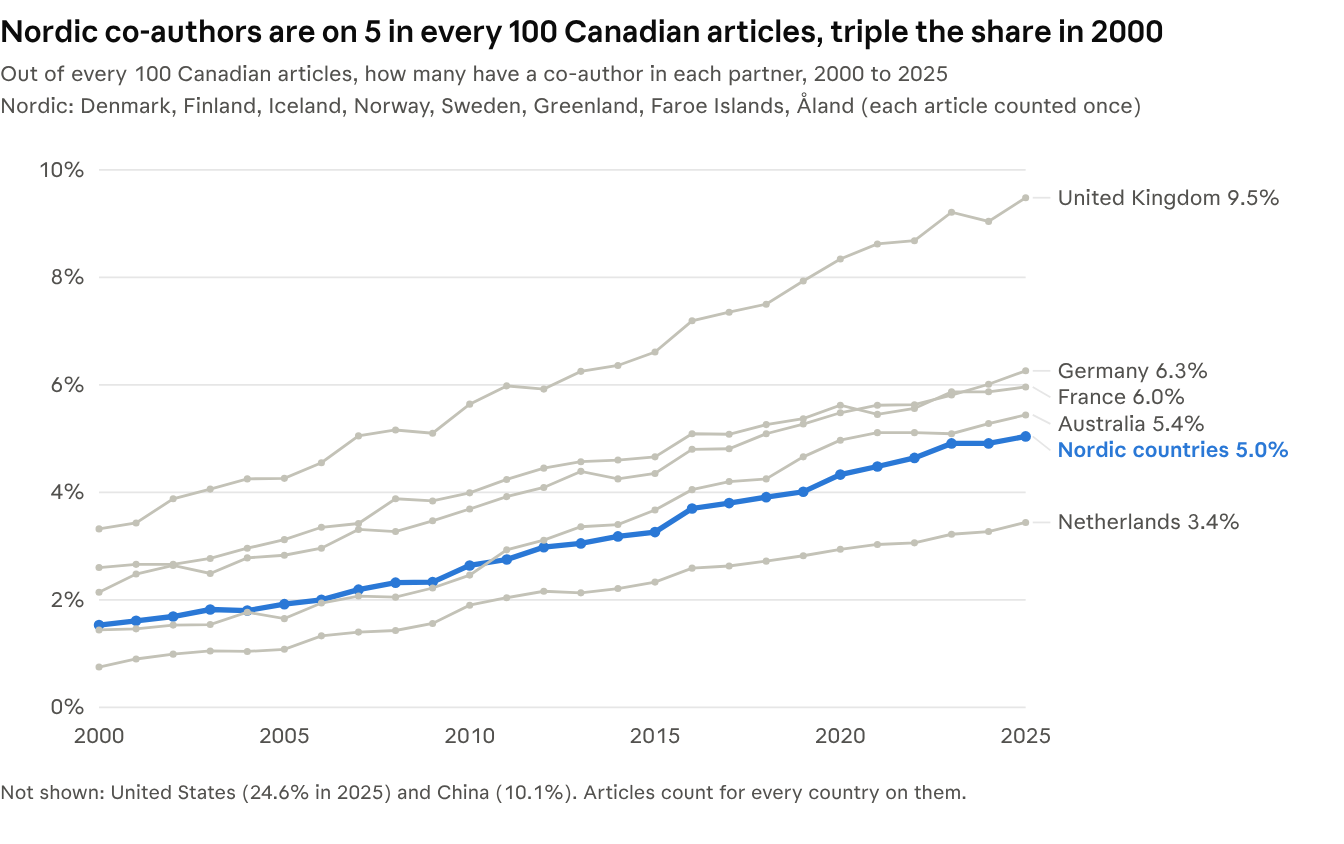 Nordic co-authors are on 5 in every 100 Canadian articles, triple the share in 2000
Out of every 100 Canadian articles, how many have a co-author in each partner, 2000 to 2025
Nordic: Denmark, Finland, Iceland, Norway, Sweden, Greenland, Faroe Islands, Åland (each article counted once)
10%
8%
6%
4%
2%
0%
United Kingdom 9.5%
Germany 6.3%
France 6.0%
Australia 5.4%
Nordic countries 5.0%
Netherlands 3.4%
2000 2005 2010 2015 2020 2025
Not shown: United States (24.6% in 2025) and China (10.1%). Articles count for every country on them.